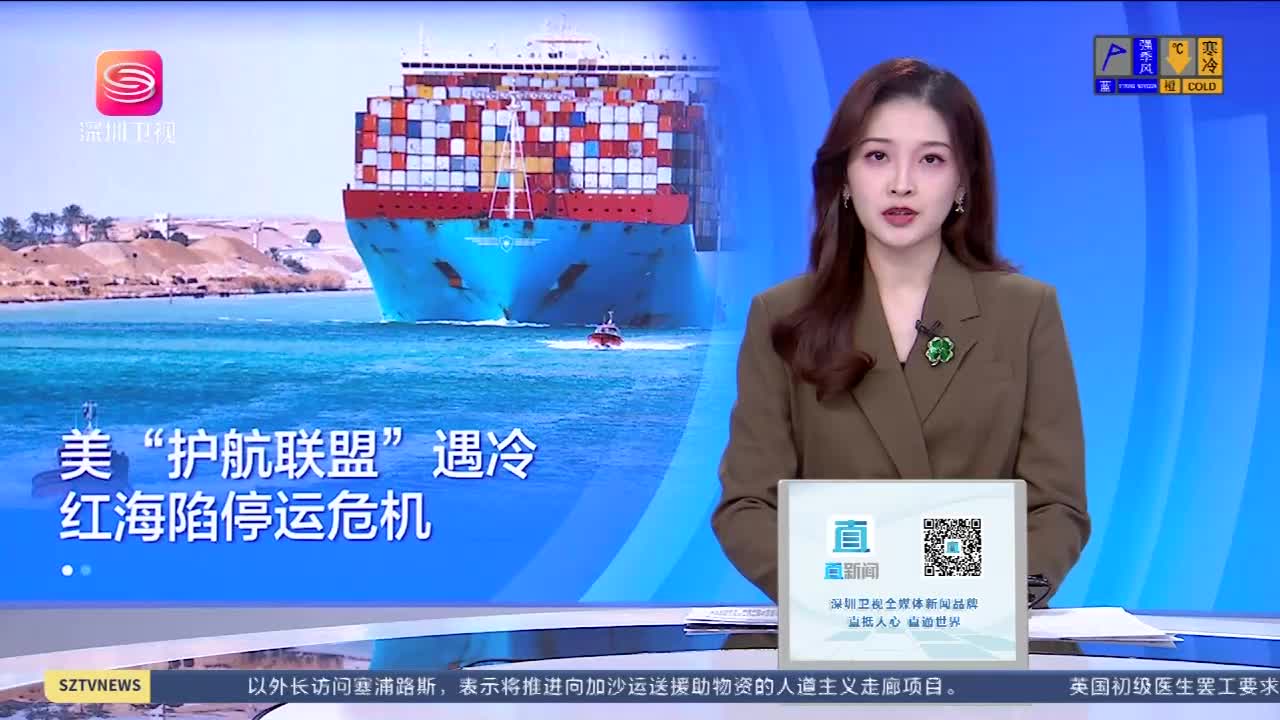 深圳卫视
强季风
℃
寒冷
蓝
橙
COLD
美“护航联盟”遇冷
红海陷停运危机
直
直新闻
深圳卫视全媒体新闻品牌
直抵人心 直通世界
SZTVNEWS
以外长访问塞浦路斯，表示将推进向加沙运送援助物资的人道主义走廊项目。
英国初级医生罢工要求